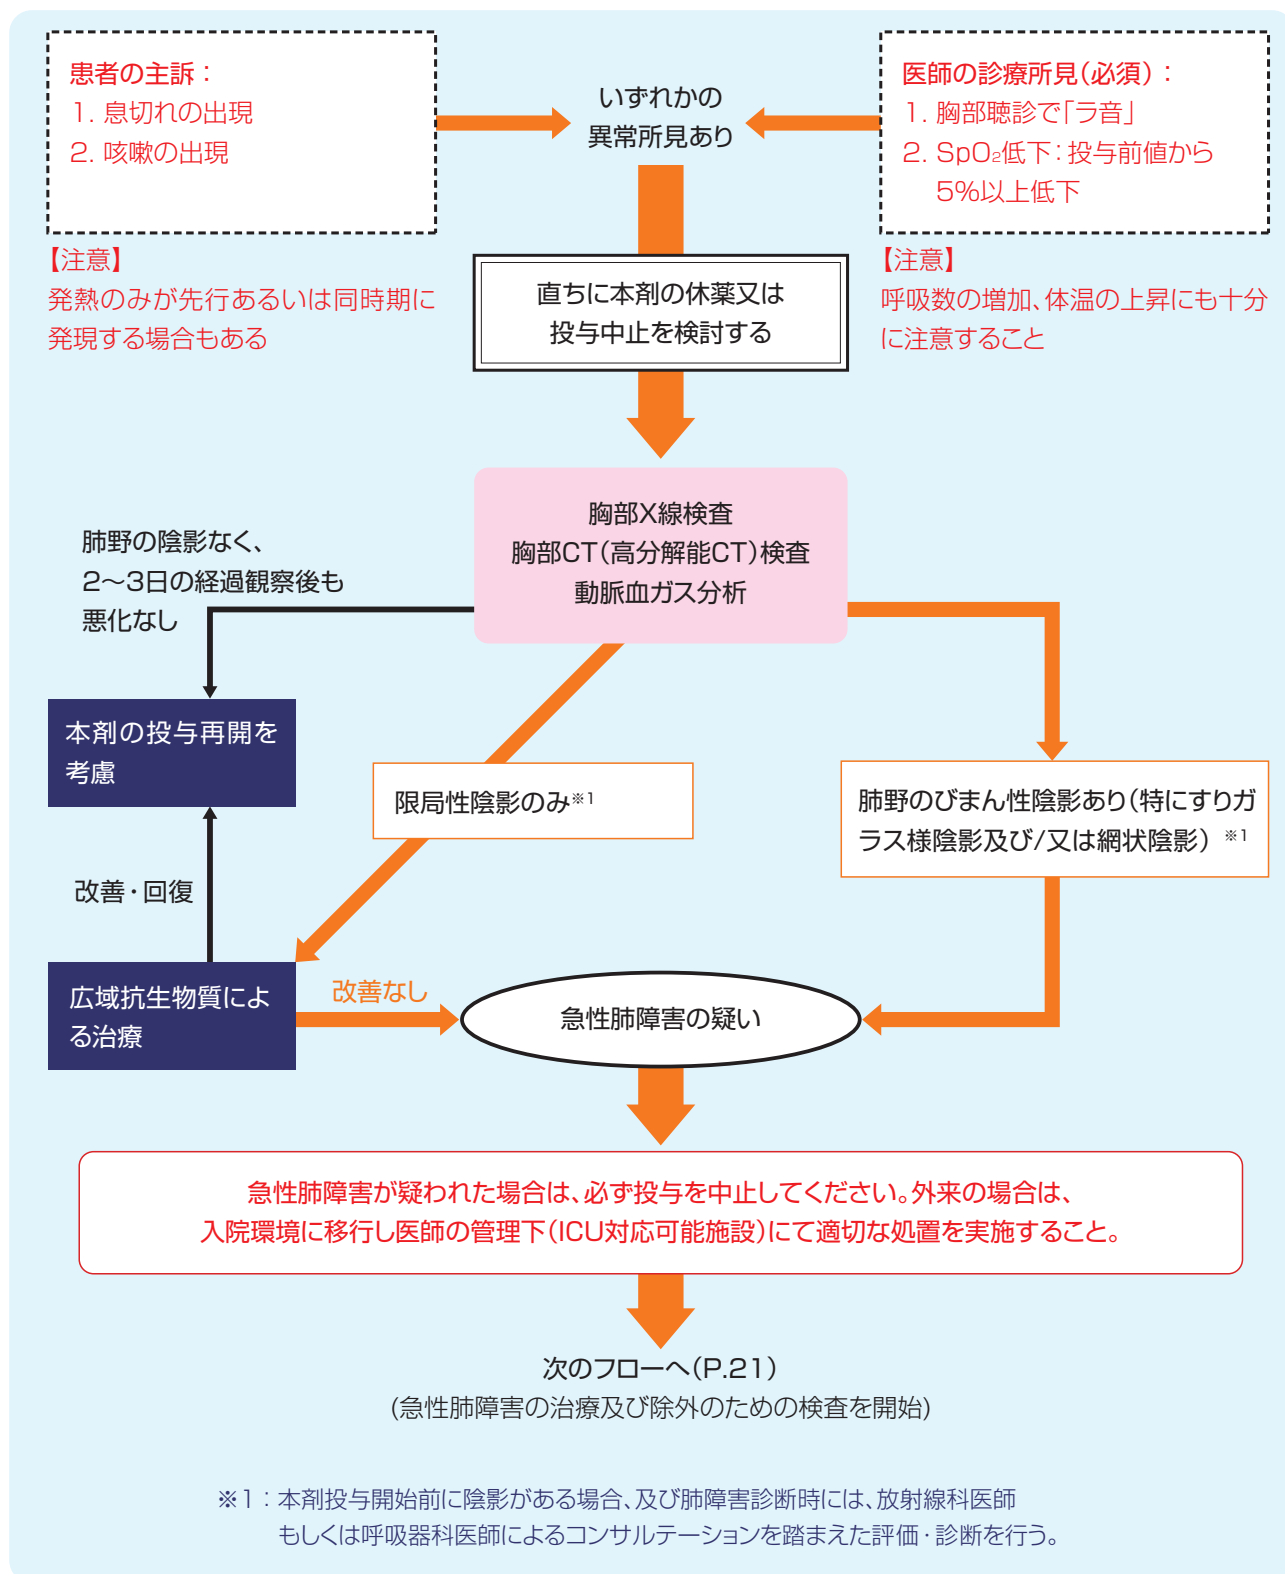 患者の主訴：
1. 息切れの出現
2. 咳嗽の出現
いずれかの
異常所見あり
医師の診療所見（必須）：
1. 胸部聴診で「ラ音」
2. SpO₂低下：投与前値から
5%以上低下
【注意】
発熱のみが先行あるいは同時期に
発現する場合もある
直ちに本剤の休薬又は
投与中止を検討する
【注意】
呼吸数の増加、体温の上昇にも十分
に注意すること
胸部X線検査
胸部CT（高分解能CT）検査
動脈血ガス分析
肺野の陰影なく、
2～3日の経過観察後も
悪化なし
本剤の投与再開を
考慮
限局性陰影のみ※1
肺野のびまん性陰影あり（特にすりガ
ラス様陰影及び/又は網状陰影）※1
改善・回復
広域抗生物質によ
る治療
改善なし
急性肺障害の疑い
急性肺障害が疑われた場合は、必ず投与を中止してください。外来の場合は、
入院環境に移行し医師の管理下（ICU対応可能施設）にて適切な処置を実施すること。
次のフローへ（P.21）
(急性肺障害の治療及び除外のための検査を開始)
※1：本剤投与開始前に陰影がある場合、及び肺障害診断時には、放射線科医師
もしくは呼吸器科医師によるコンサルテーションを踏まえた評価・診断を行う。